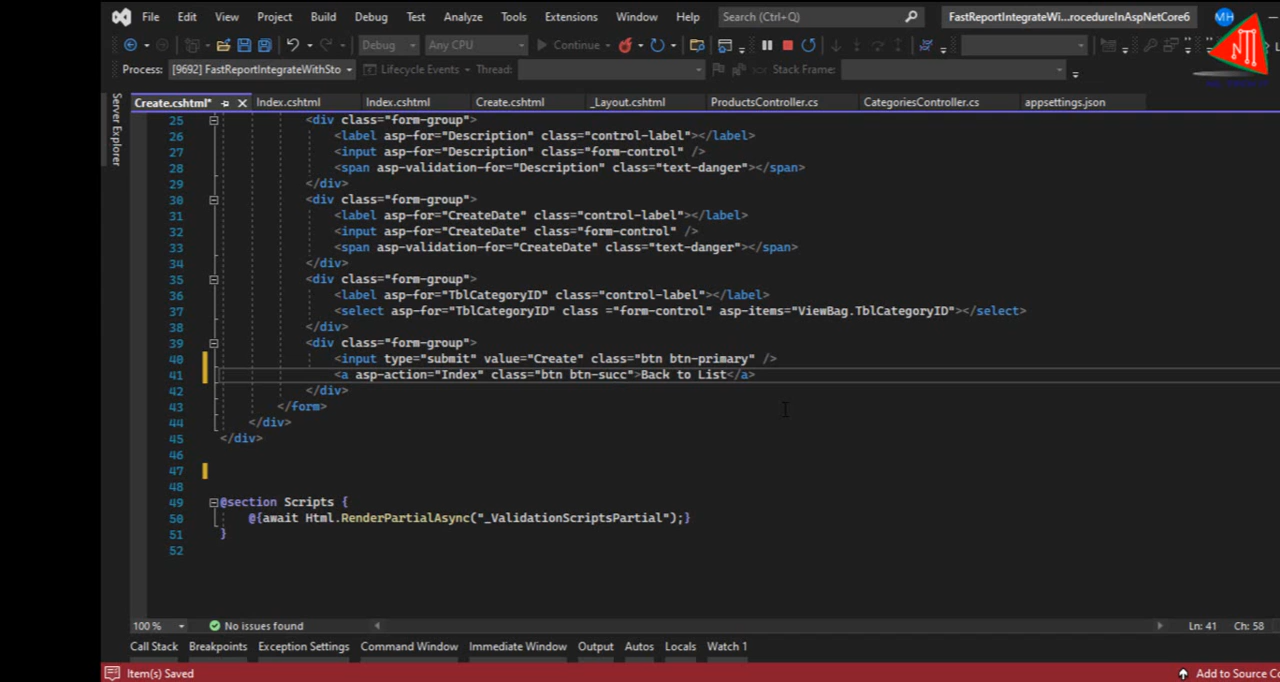 File Edit View Project Build Debug Test Analyze Tools Extensions Window Help Search (Ctrl+Q) FastReportIntegrateWi...rocedureInAspNetCore6 MH
Debug Any CPU Continue
Process: [9692] FastReportIntegrateWithSto Lifecycle Events Thread: Stack Frame:
Server Explorer
Create.cshtml* Index.cshtml Index.cshtml Create.cshtml _Layout.cshtml ProductsController.cs CategoriesController.cs appsettings.json
25 <div class="form-group">
26 <label asp-for="Description" class="control-label"></label>
27 <input asp-for="Description" class="form-control" />
28 <span asp-validation-for="Description" class="text-danger"></span>
29 </div>
30 <div class="form-group">
31 <label asp-for="CreateDate" class="control-label"></label>
32 <input asp-for="CreateDate" class="form-control" />
33 <span asp-validation-for="CreateDate" class="text-danger"></span>
34 </div>
35 <div class="form-group">
36 <label asp-for="TblCategoryID" class="control-label"></label>
37 <select asp-for="TblCategoryID" class ="form-control" asp-items="ViewBag.TblCategoryID"></select>
38 </div>
39 <div class="form-group">
40 <input type="submit" value="Create" class="btn btn-primary" />
41 <a asp-action="Index" class="btn btn-succ">Back to List</a>
42 </div>
43 </form>
44 </div>
45 </div>
46
47
48
49 @section Scripts {
50 @{await Html.RenderPartialAsync("_ValidationScriptsPartial");}
51 }
52
100 % No issues found Ln: 41 Ch: 58
Call Stack Breakpoints Exception Settings Command Window Immediate Window Output Autos Locals Watch 1
Item(s) Saved Add to Source Co